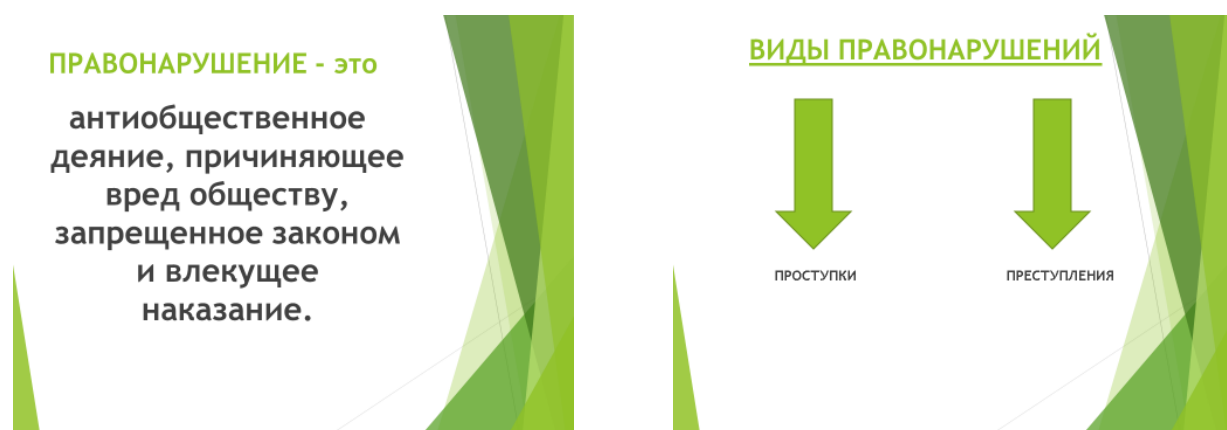 ПРАВОНАРУШЕНИЕ - это
антиобщественное
деяние, причиняющее
вред обществу,
запрещенное законом
и влекущее
наказание.
ВИДЫ ПРАВОНАРУШЕНИЙ
ПРОСТУПКИ
ПРЕСТУПЛЕНИЯ